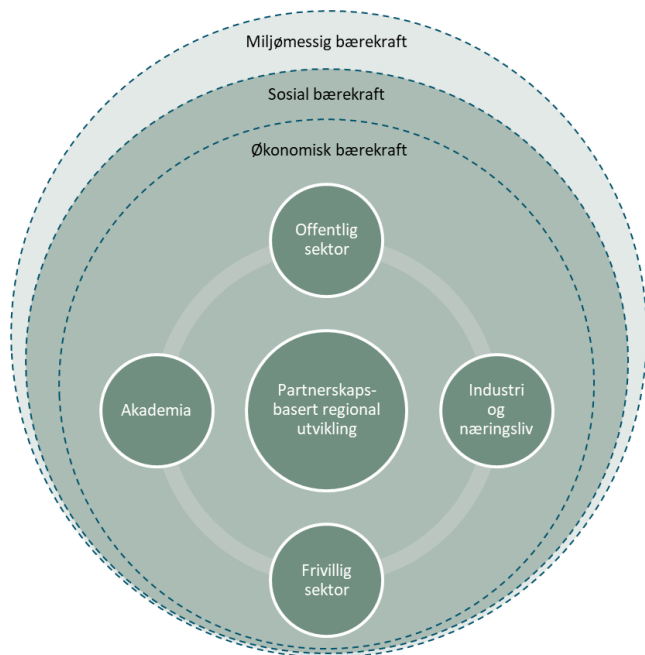 Miljømessig bærekraft
Sosial bærekraft
Økonomisk bærekraft
Offentlig
sektor
Akademia
Partnerskaps-
basert regional
utvikling
Industri
og
næringsliv
Frivillig
sektor